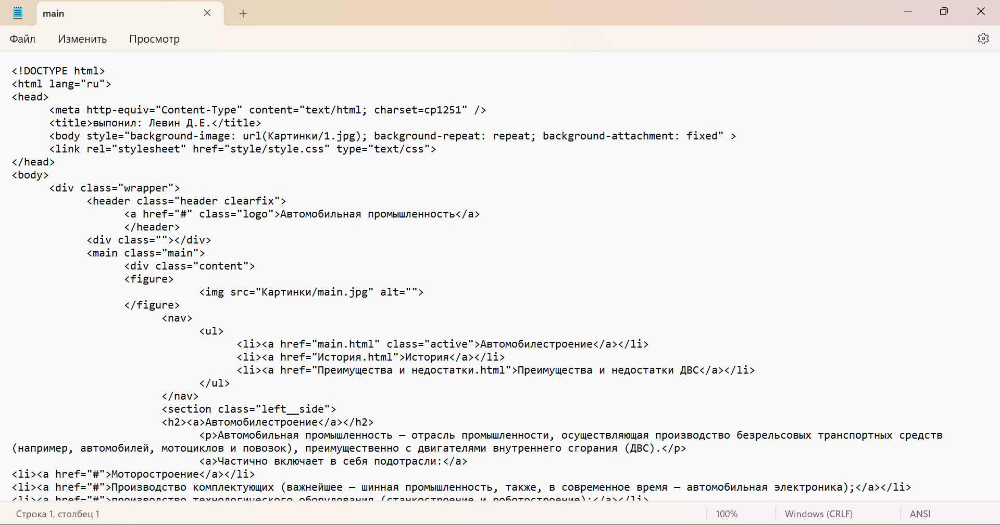 main
Файл Изменить Просмотр
<!DOCTYPE html>
<html lang="ru">
<head>
<meta http-equiv="Content-Type" content="text/html; charset=cp1251" />
<title>выпонил: Левин Д.Е.</title>
<body style="background-image: url(Картинки/1.jpg); background-repeat: repeat; background-attachment: fixed" >
<link rel="stylesheet" href="style/style.css" type="text/css">
</head>
<body>
<div class="wrapper">
<header class="header clearfix">
<a href="#" class="logo">Автомобильная промышленность</a>
</header>
<div class=""></div>
<main class="main">
<div class="content">
<figure>
<img src="Картинки/main.jpg" alt="">
</figure>
<nav>
<ul>
<li><a href="main.html" class="active">Автомобилестроение</a></li>
<li><a href="История.html">История</a></li>
<li><a href="Преимущества и недостатки.html">Преимущества и недостатки ДВС</a></li>
</ul>
</nav>
<section class="left__side">
<h2><a>Автомобилестроение</a></h2>
<p>Автомобильная промышленность — отрасль промышленности, осуществляющая производство безрельсовых транспортных средств
(например, автомобилей, мотоциклов и повозок), преимущественно с двигателями внутреннего сгорания (ДВС).</p>
<a>Частично включает в себя подотрасли:</a>
<li><a href="#">Моторостроение</a></li>
<li><a href="#">Производство комплектующих (важнейшее — шинная промышленность, также, в современное время — автомобильная электроника);</a></li>
<li><a href="#">производство технологического оборудования (станкостроение и роботостроение);</a></li>
Строка 1, столбец 1 100% Windows (CRLF) ANSI